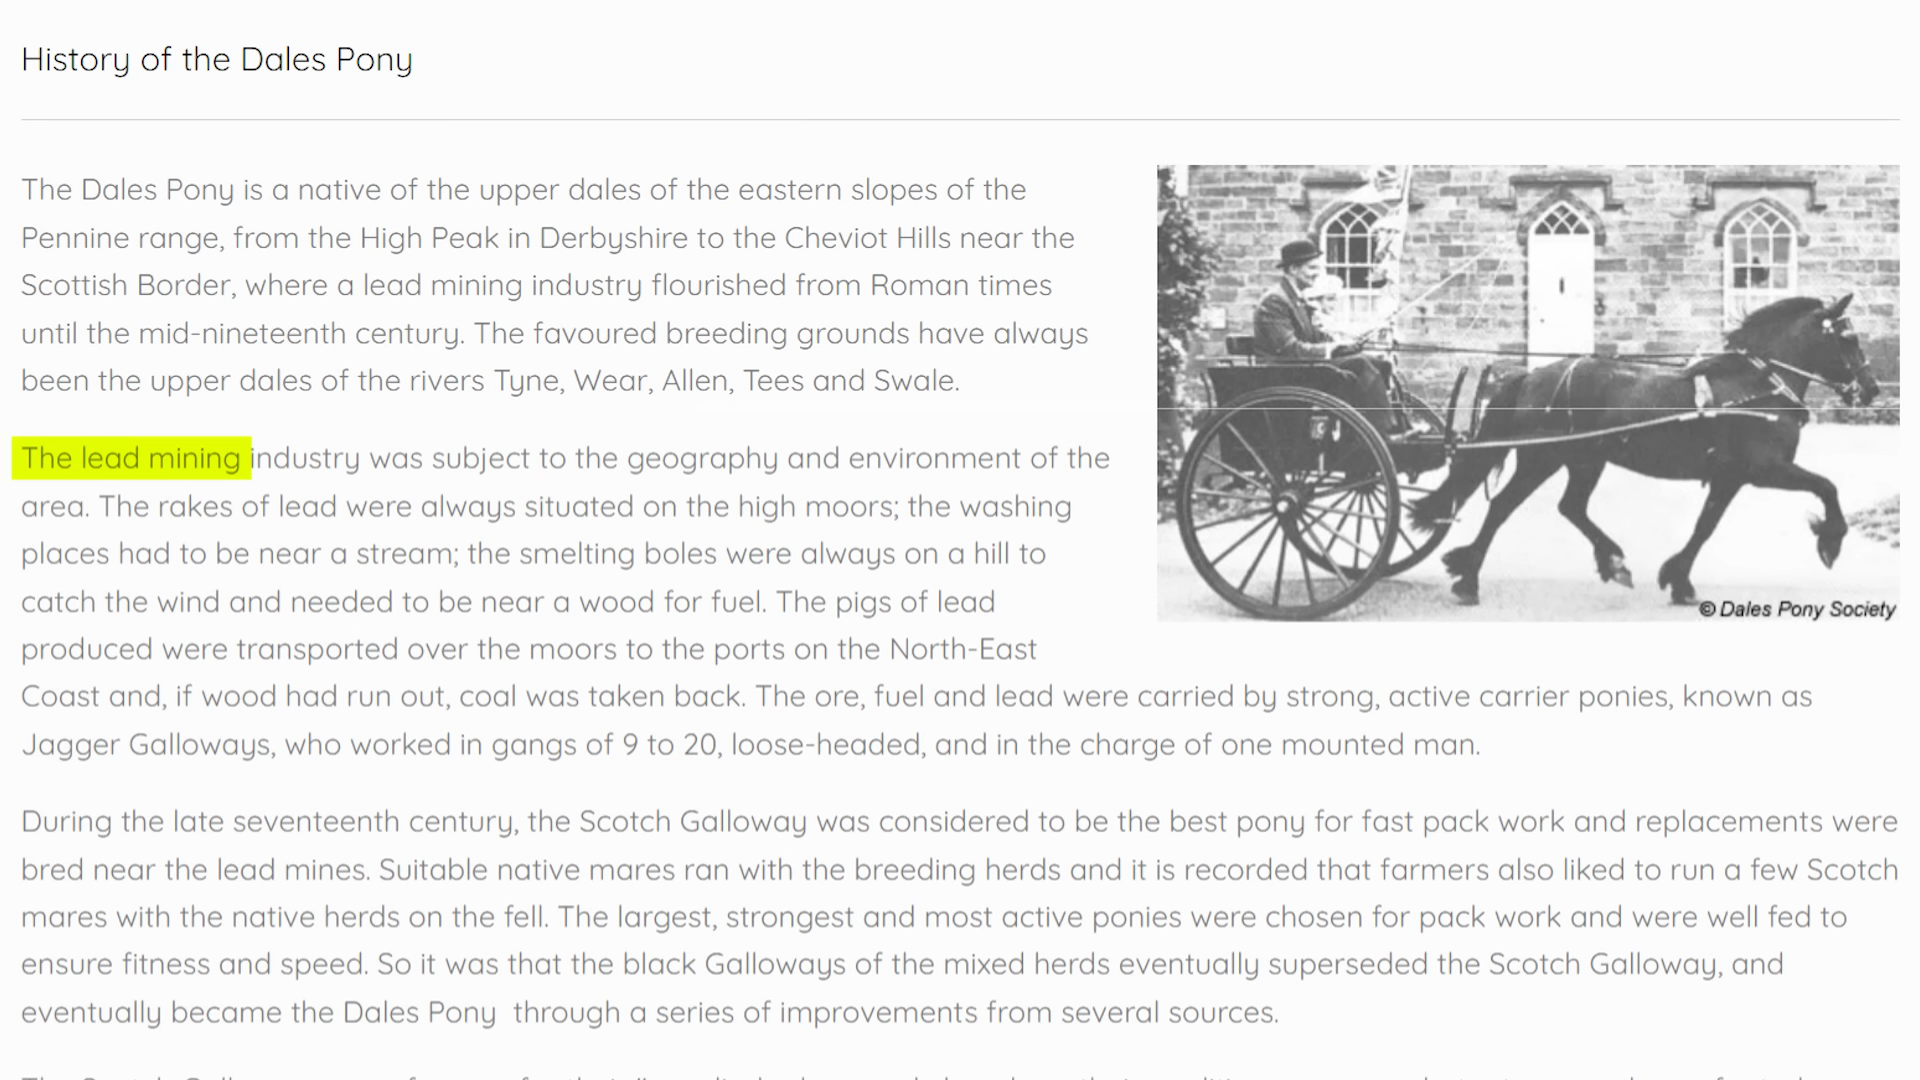 History of the Dales Pony
The Dales Pony is a native of the upper dales of the eastern slopes of the
Pennine range, from the High Peak in Derbyshire to the Cheviot Hills near the
Scottish Border, where a lead mining industry flourished from Roman times
until the mid-nineteenth century. The favoured breeding grounds have always
been the upper dales of the rivers Tyne, Wear, Allen, Tees and Swale.
The lead mining industry was subject to the geography and environment of the
area. The rakes of lead were always situated on the high moors; the washing
places had to be near a stream; the smelting boles were always on a hill to
catch the wind and needed to be near a wood for fuel. The pigs of lead
produced were transported over the moors to the ports on the North-East
Coast and, if wood had run out, coal was taken back. The ore, fuel and lead were carried by strong, active carrier ponies, known as
Jagger Galloways, who worked in gangs of 9 to 20, loose-headed, and in the charge of one mounted man.
© Dales Pony Society
During the late seventeenth century, the Scotch Galloway was considered to be the best pony for fast pack work and replacements were
bred near the lead mines. Suitable native mares ran with the breeding herds and it is recorded that farmers also liked to run a few Scotch
mares with the native herds on the fell. The largest, strongest and most active ponies were chosen for pack work and were well fed to
ensure fitness and speed. So it was that the black Galloways of the mixed herds eventually superseded the Scotch Galloway, and
eventually became the Dales Pony through a series of improvements from several sources.